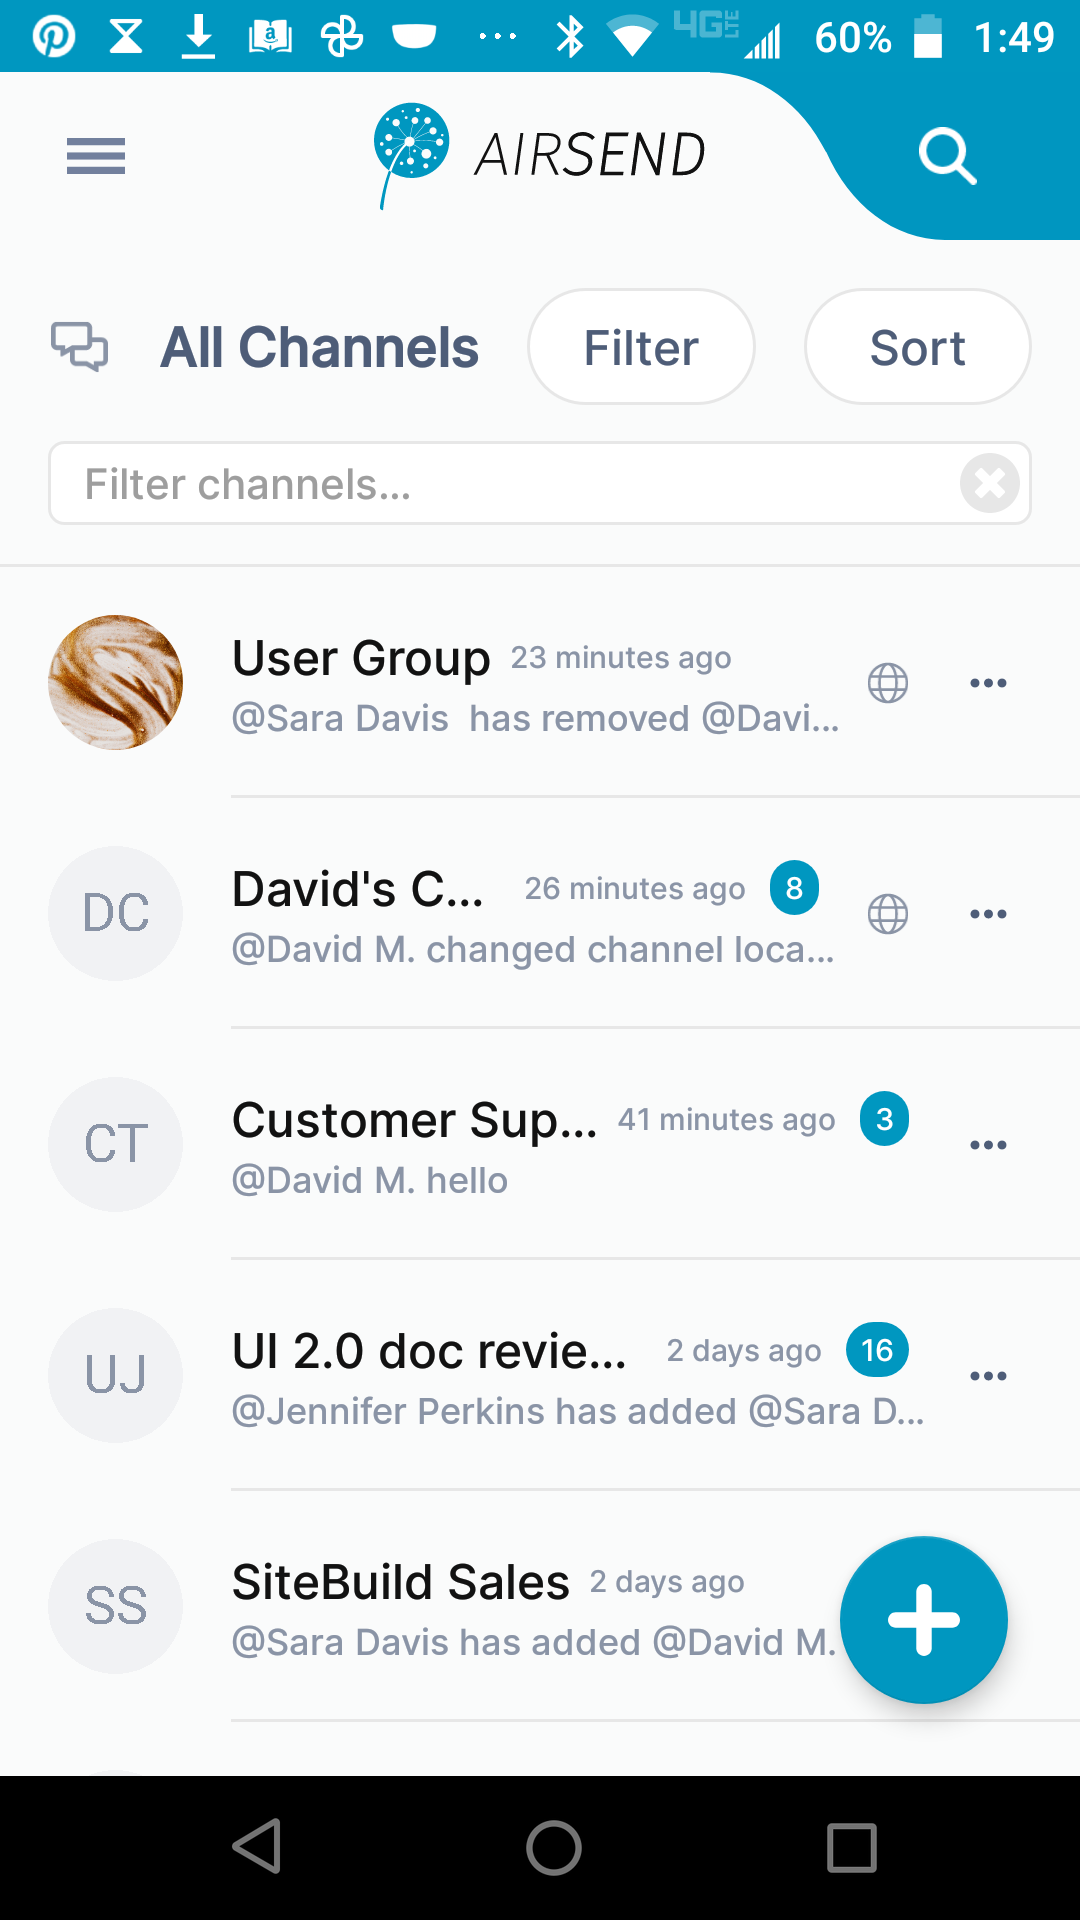 4G LTE 60% 1:49
AIRSEND
All Channels Filter Sort
Filter channels...
User Group 23 minutes ago
@Sara Davis has removed @Davi...
DC David's C... 26 minutes ago 8
@David M. changed channel loca...
CT Customer Sup... 41 minutes ago 3
@David M. hello
UJ UI 2.0 doc revie... 2 days ago 16
@Jennifer Perkins has added @Sara D...
SS SiteBuild Sales 2 days ago
@Sara Davis has added @David M.